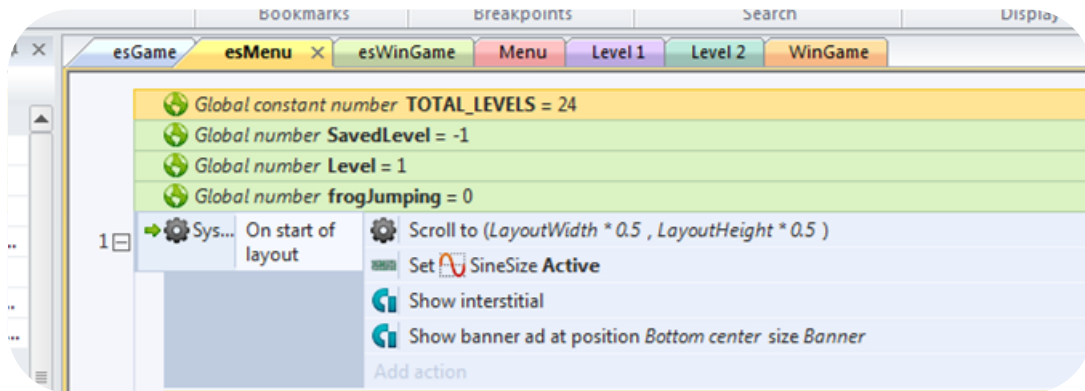 Bookmarks Breakpoints Search Display
esGame esMenu esWinGame Menu Level 1 Level 2 WinGame
Global constant number TOTAL_LEVELS = 24
Global number SavedLevel = -1
Global number Level = 1
Global number frogJumping = 0
1 Sys... On start of layout Scroll to (LayoutWidth * 0.5 , LayoutHeight * 0.5 )
Set SineSize Active
Show interstitial
Show banner ad at position Bottom center size Banner
Add action